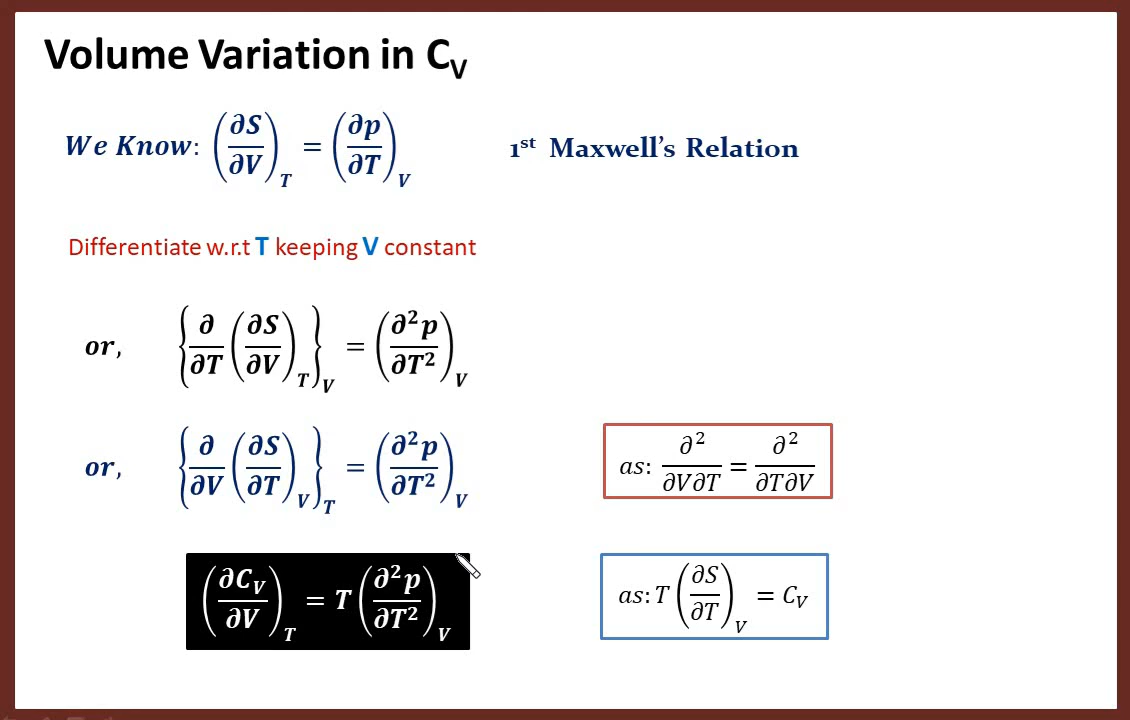 Volume Variation in C_V
We Know: (∂S/∂V)_T = (∂p/∂T)_V
1st Maxwell's Relation
Differentiate w.r.t T keeping V constant
or, {∂/∂T (∂S/∂V)_T}_V = (∂²p/∂T²)_V
or, {∂/∂V (∂S/∂T)_V}_T = (∂²p/∂T²)_V
as: ∂²/∂V∂T = ∂²/∂T∂V
(∂C_V/∂V)_T = T(∂²p/∂T²)_V
as: T(∂S/∂T)_V = C_V